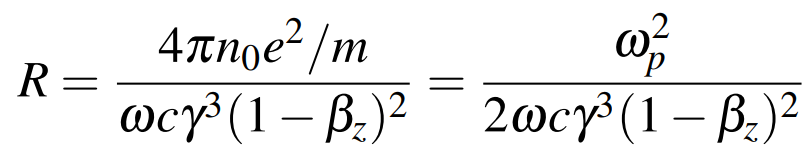 R = \frac{4\pi n_0 e^2/m}{\omega c \gamma^3 (1 - \beta_z)^2} = \frac{\omega_p^2}{2\omega c \gamma^3 (1 - \beta_z)^2}